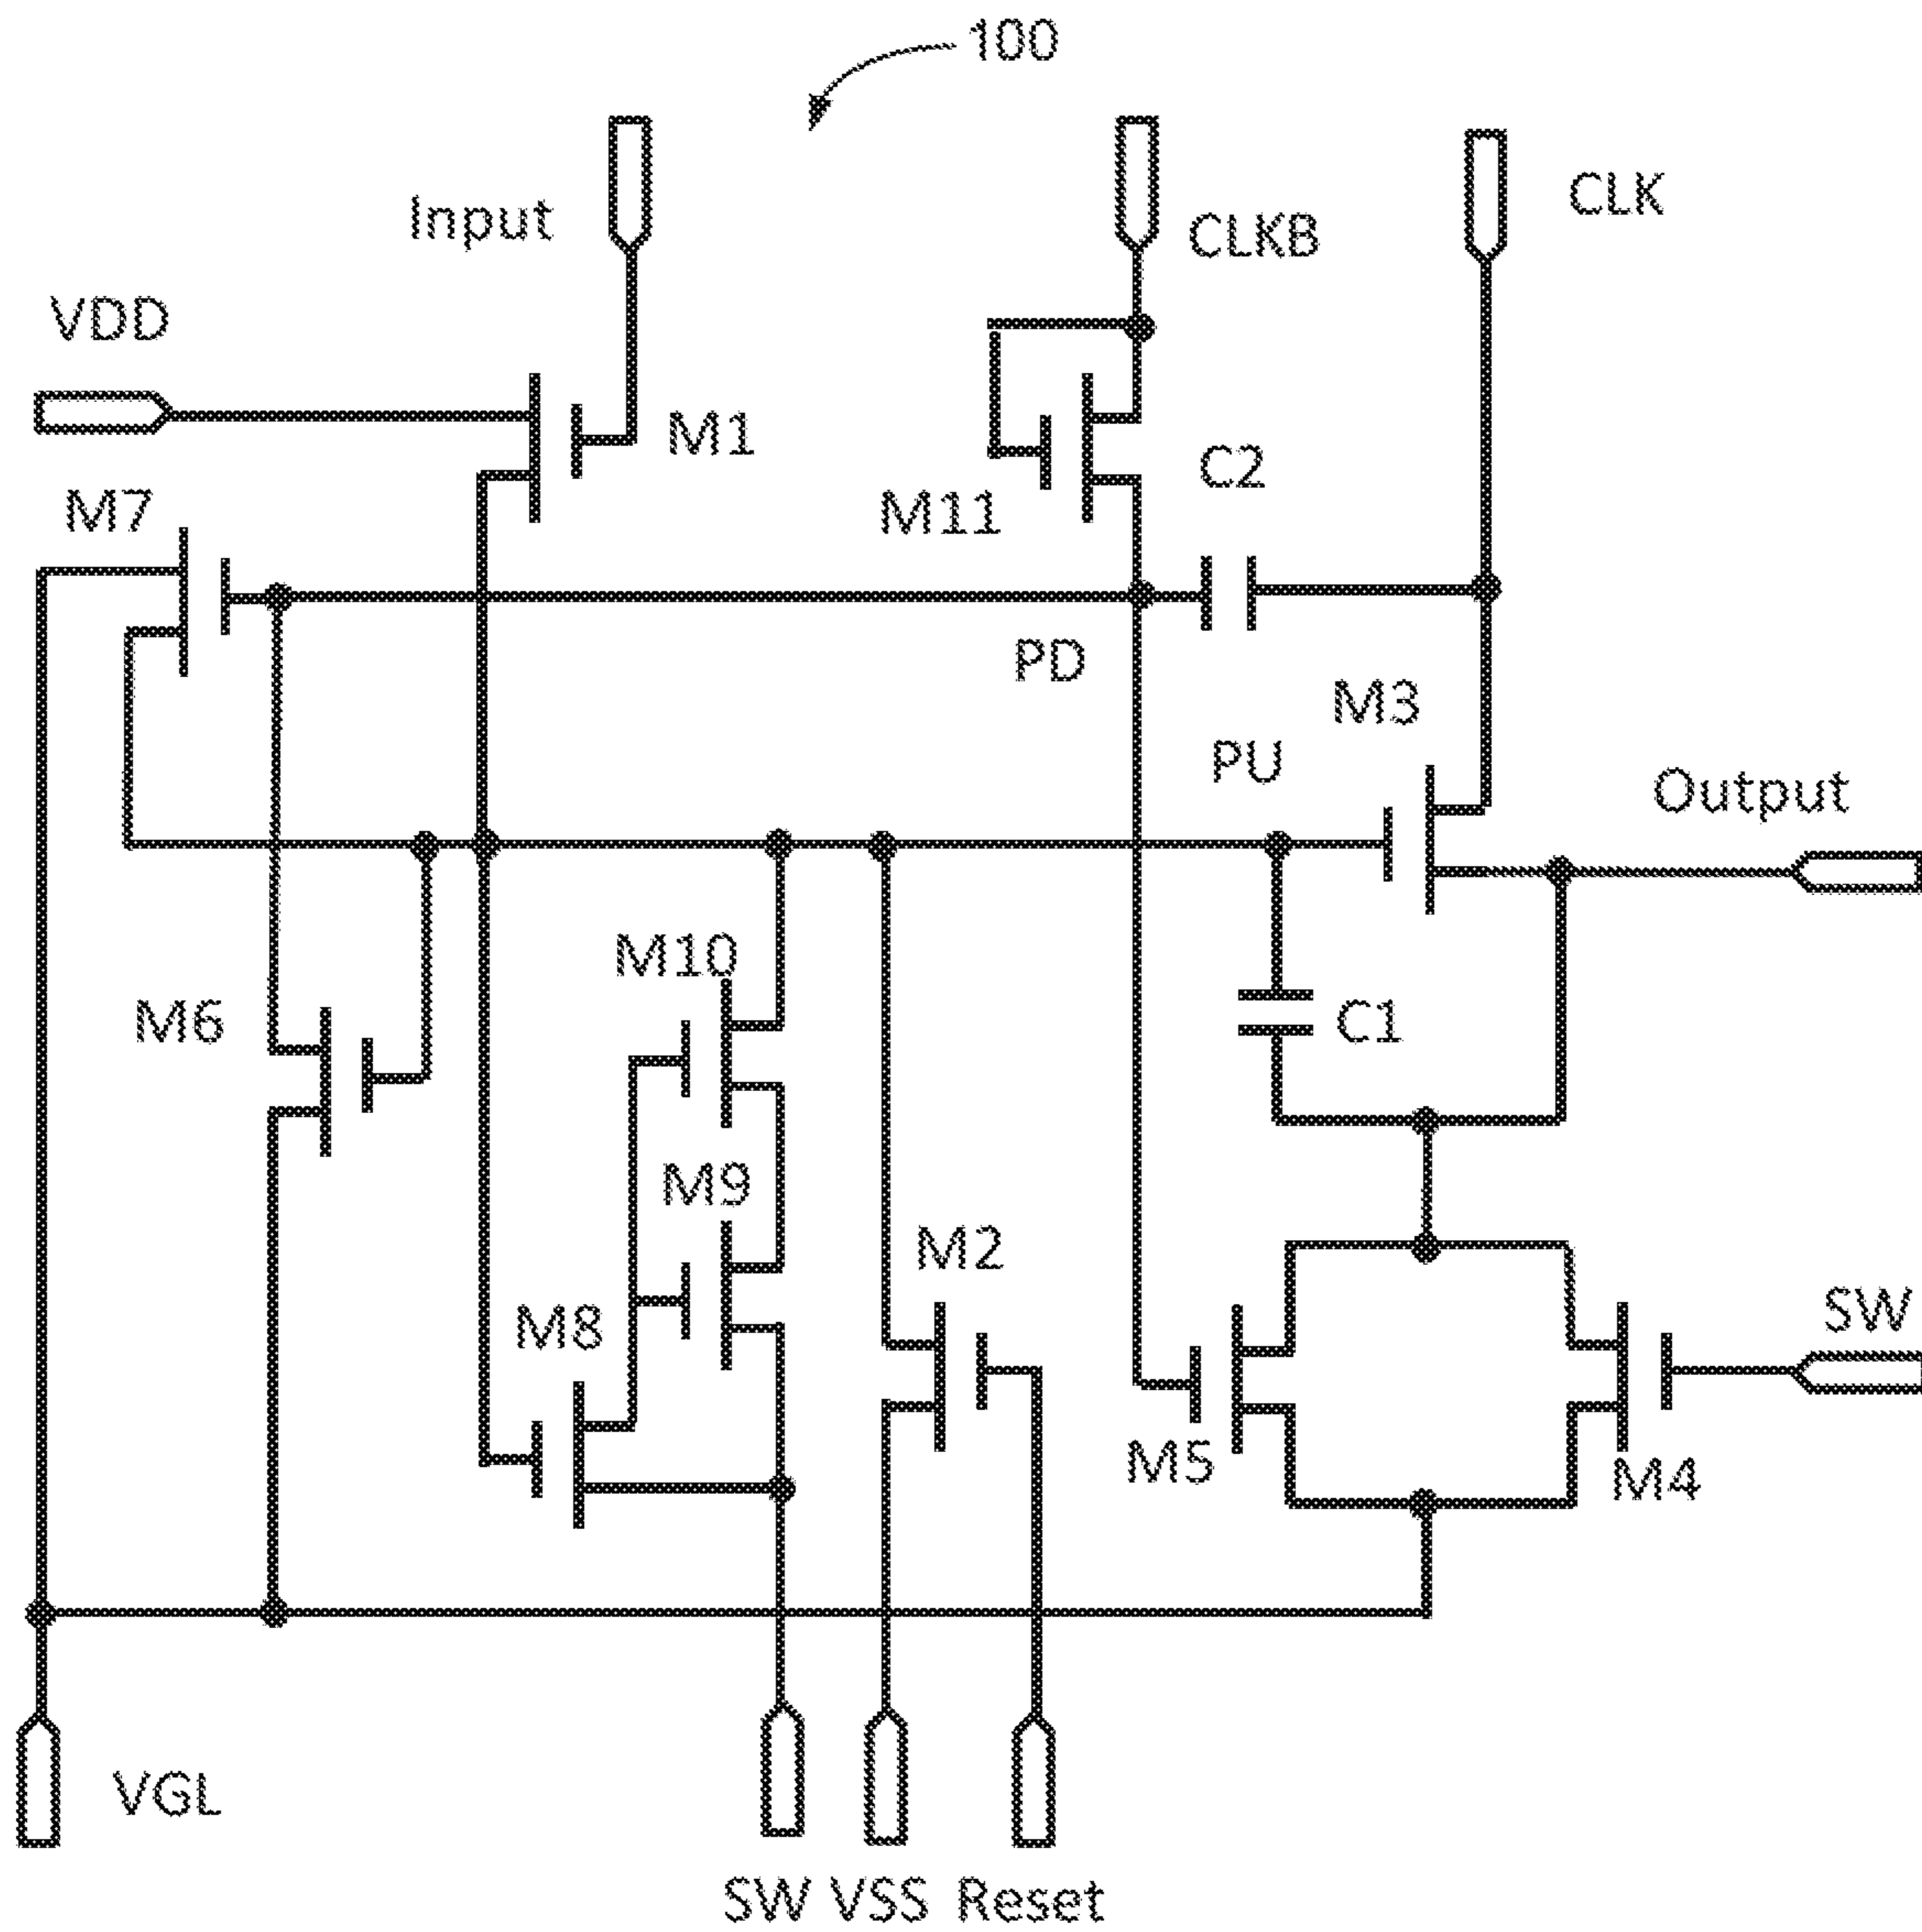 100
Input
CLKB
CLK
VDD
M1
C2
M7
M11
PD
M3
PU
Output
M10
M6
C1
M9
M2
M8
SW
M5
M4
VGL
SW VSS Reset